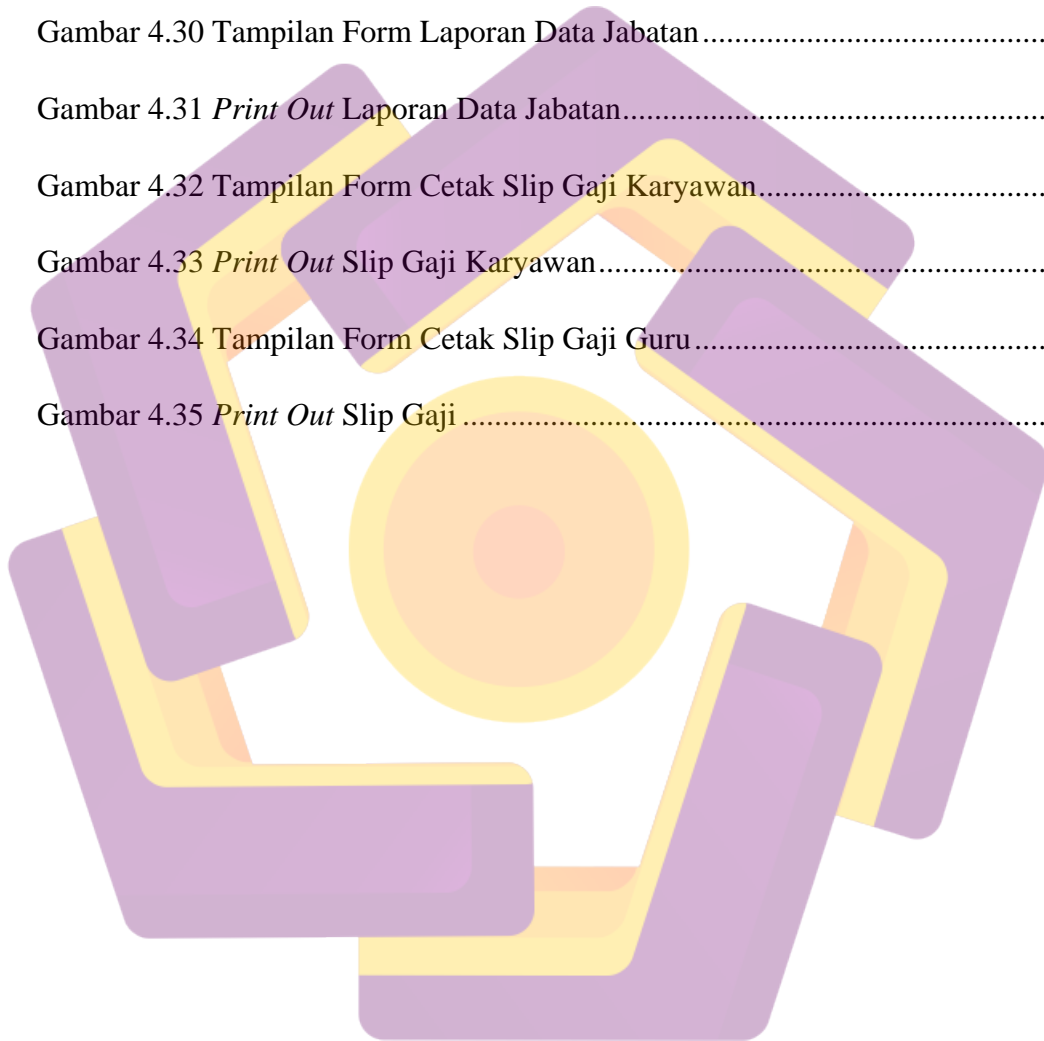 Gambar 4.30 Tampilan Form Laporan Data Jabatan............................................
Gambar 4.31 Print Out Laporan Data Jabatan......................................................
Gambar 4.32 Tampilan Form Cetak Slip Gaji Karyawan.....................................
Gambar 4.33 Print Out Slip Gaji Karyawan.........................................................
Gambar 4.34 Tampilan Form Cetak Slip Gaji Guru.............................................
Gambar 4.35 Print Out Slip Gaji..........................................................................